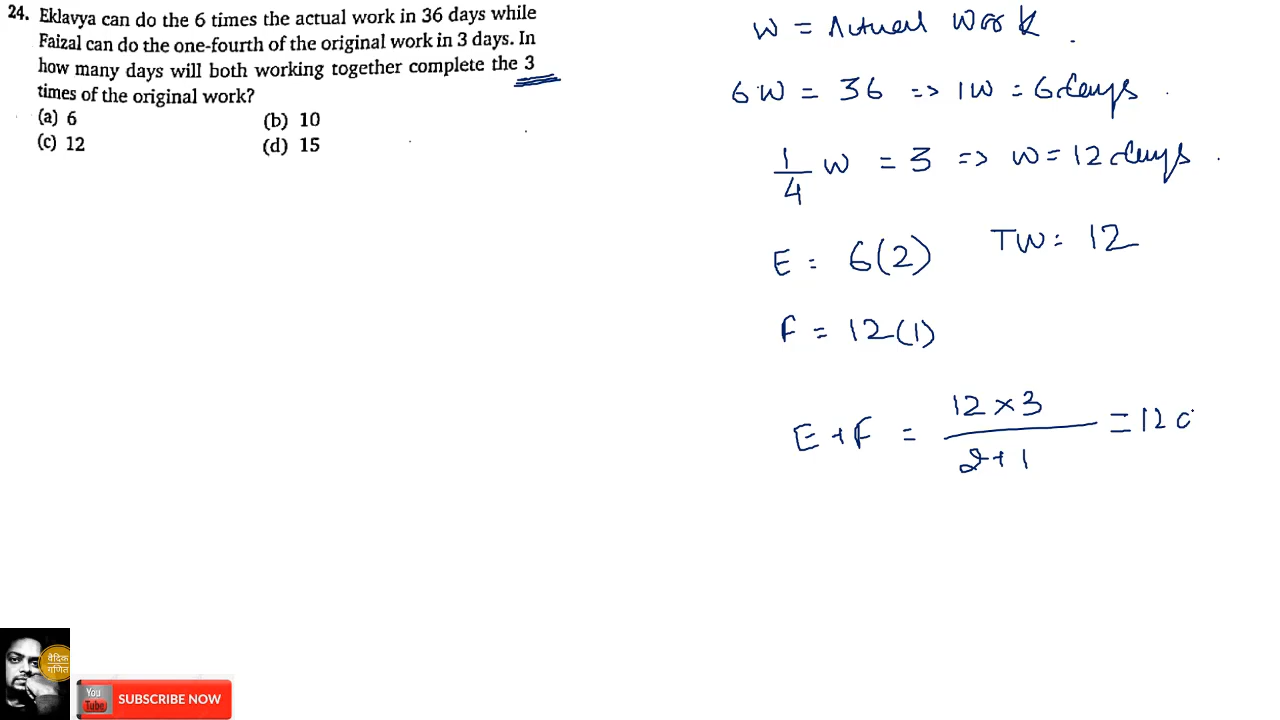 24. Eklavya can do the 6 times the actual work in 36 days while
Faizal can do the one-fourth of the original work in 3 days. In
how many days will both working together complete the 3
times of the original work?
(a) 6 (b) 10
(c) 12 (d) 15
W = Actual Work.
6W = 36 => 1W = 6 days.
1/4 W = 3 => W = 12 days.
E = 6(2) TW = 12
F = 12(1)
E + F = 12 × 3 / 2 + 1 = 12 d
वैदिक
गणित
You
Tube
SUBSCRIBE NOW